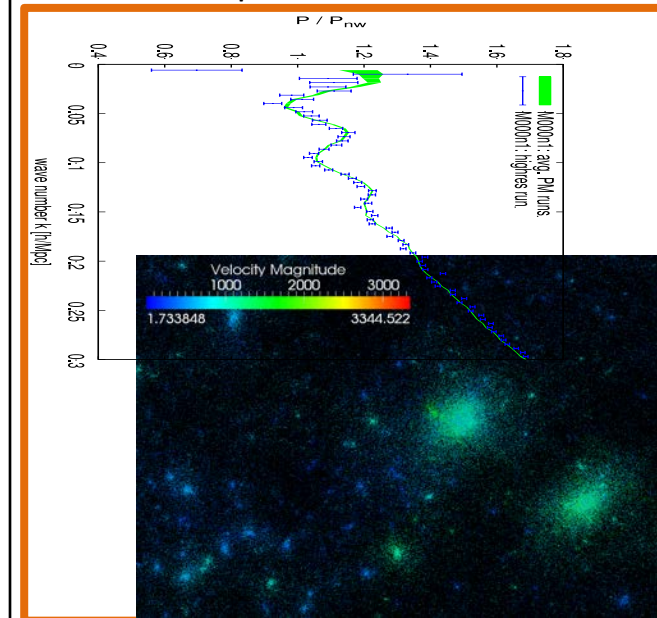 P / Pnw
0.4 0.6 0.8 1 1.2 1.4 1.6 1.8
0
0.05
0.1
0.15
0.2
0.25
0.3
wave number k [h/Mpc]
M000n1: avg. PM runs.
M000n1: highres run
Velocity Magnitude
1000 2000 3000
1.733848 3344.522